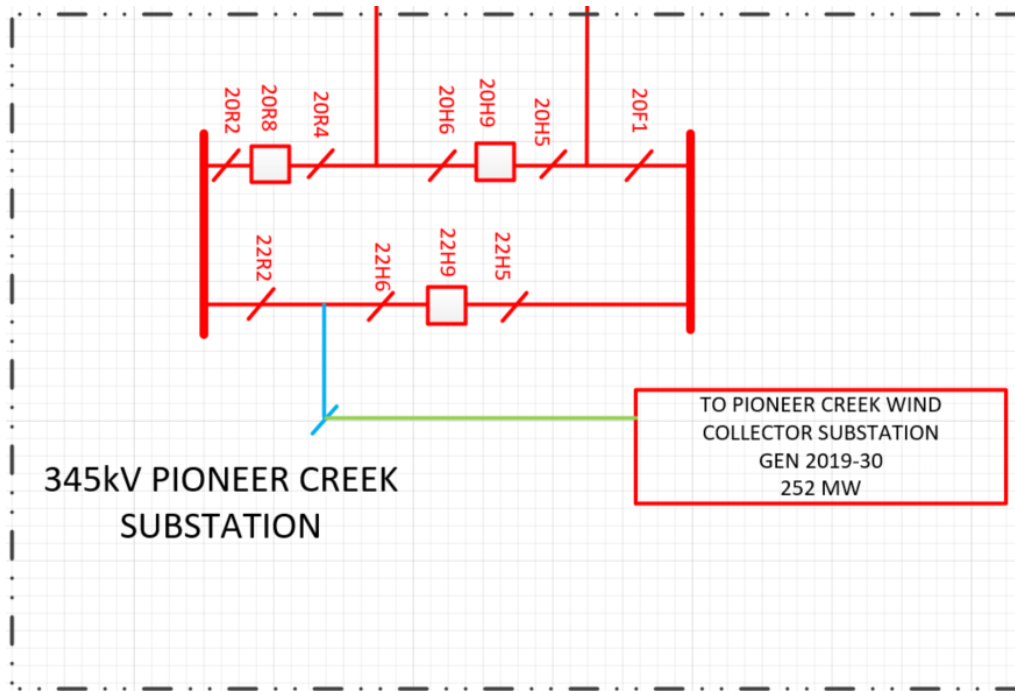 20R2
20R8
20R4
20H6
20H9
20H5
20F1
22R2
22H6
22H9
22H5
TO PIONEER CREEK WIND
COLLECTOR SUBSTATION
GEN 2019-30
252 MW
345kV PIONEER CREEK
SUBSTATION